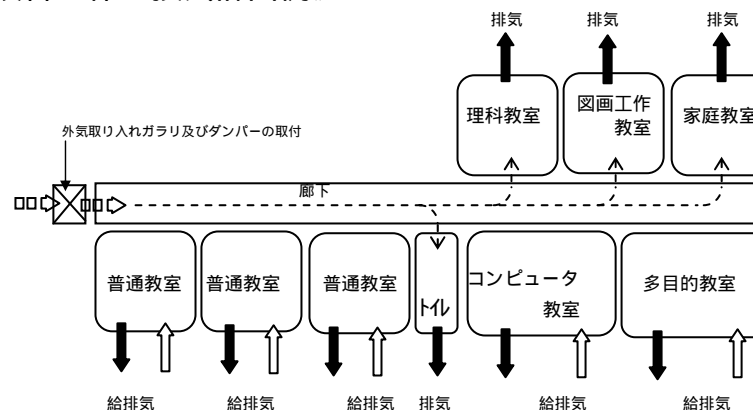 排気
排気
排気
理科教室
図画工作
教室
家庭教室
外気取り入れガラリ及びダンパーの取付
廊下
普通教室
普通教室
普通教室
トイレ
コンピュータ
教室
多目的教室
給排気
給排気
給排気
排気
給排気
給排気